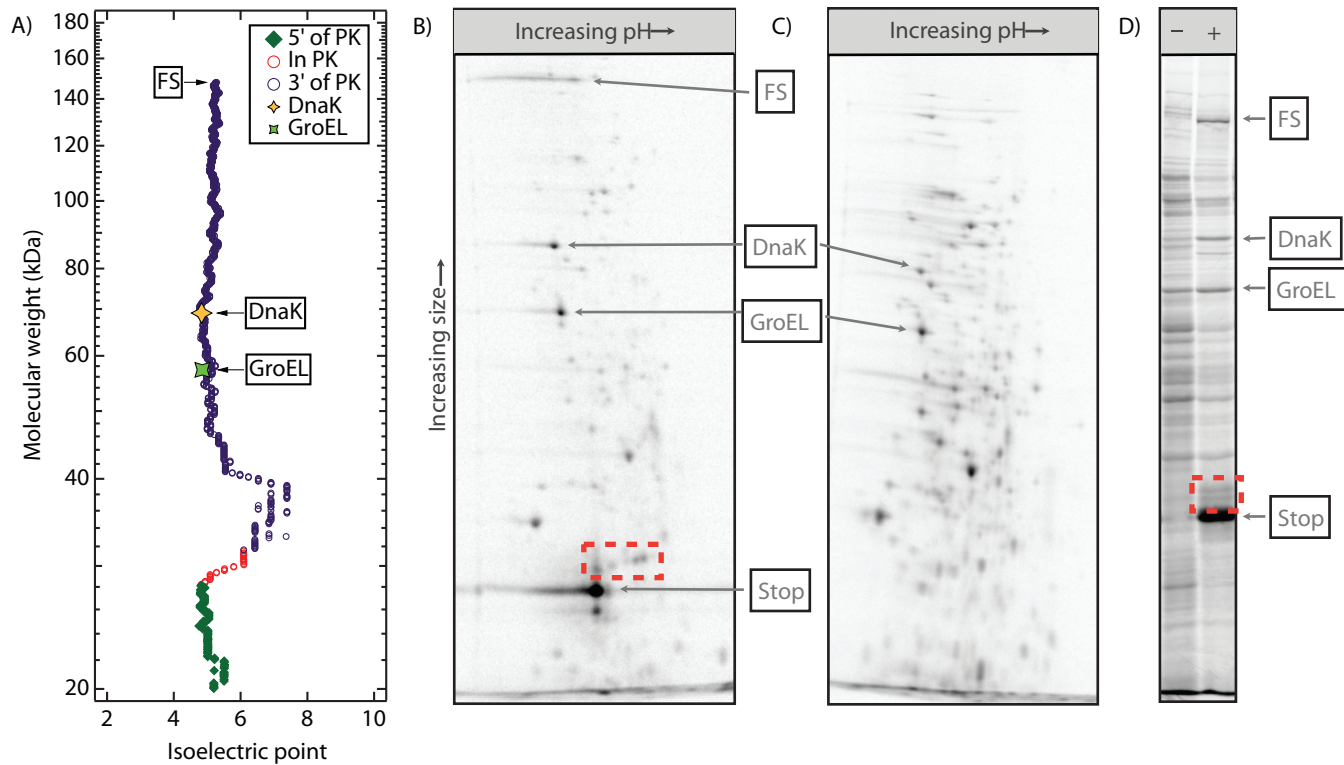 A)
180
160
140
120
100
80
60
40
20
Molecular weight (kDa)
2
4
6
8
10
Isoelectric point
5' of PK
In PK
3' of PK
DnaK
GroEL
FS
DnaK
GroEL
B)
Increasing pH→
Increasing size→
FS
DnaK
GroEL
Stop
C)
Increasing pH→
D)
− +
FS
DnaK
GroEL
Stop